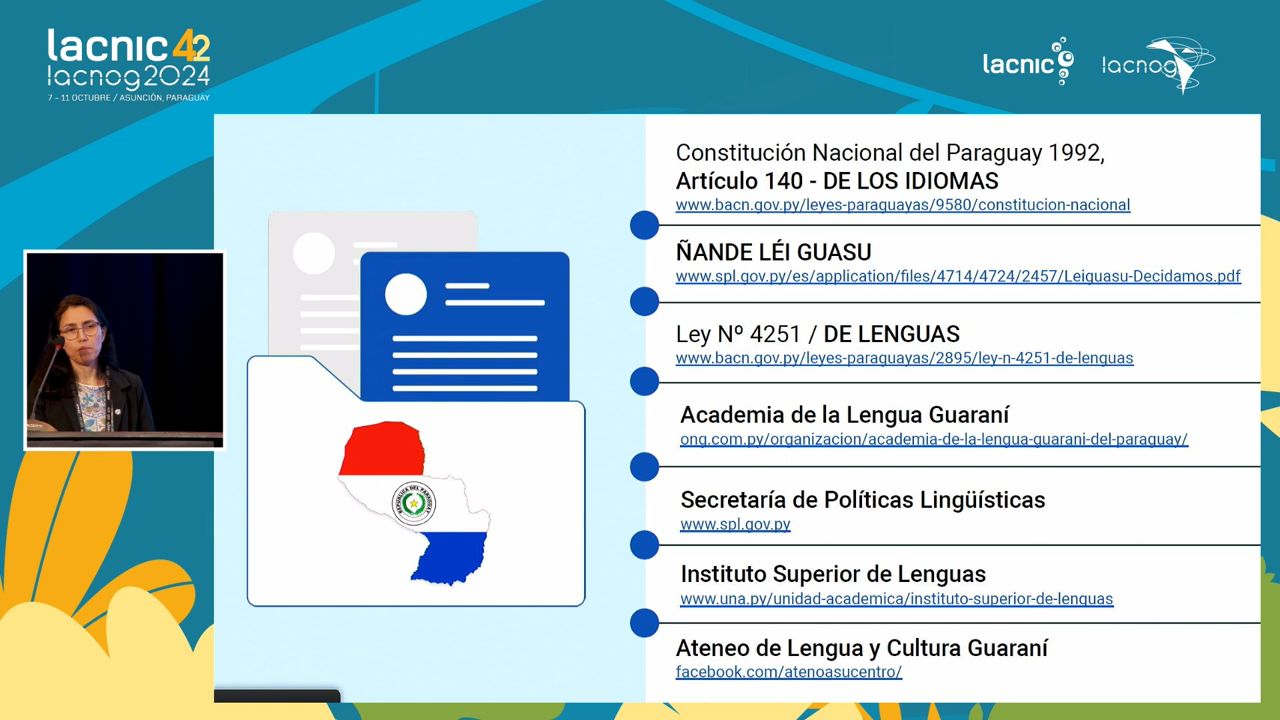 lacnic 42
lacnog2024
7 - 11 OCTUBRE / ASUNCIÓN, PARAGUAY
lacnic
lacnog
Constitución Nacional del Paraguay 1992,
Artículo 140 - DE LOS IDIOMAS
www.bacn.gov.py/leyes-paraguayas/9580/constitucion-nacional
ÑANDE LÉI GUASU
www.spl.gov.py/es/application/files/4714/4724/2457/Leiguasu-Decidamos.pdf
Ley Nº 4251 / DE LENGUAS
www.bacn.gov.py/leyes-paraguayas/2895/ley-n-4251-de-lenguas
Academia de la Lengua Guaraní
ong.com.py/organizacion/academia-de-la-lengua-guarani-del-paraguay/
Secretaría de Políticas Lingüísticas
www.spl.gov.py
Instituto Superior de Lenguas
www.una.py/unidad-academica/instituto-superior-de-lenguas
Ateneo de Lengua y Cultura Guaraní
facebook.com/atenoasucentro/
REPUBLICA DEL PARAGUAY